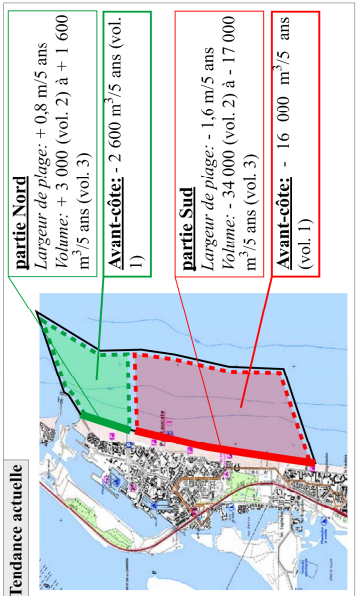 Tendance actuelle
partie Nord
Largeur de plage: + 0,8 m/5 ans
Volume: + 3 000 (vol. 2) à + 1 600
m³/5 ans (vol. 3)
Avant-côte: - 2 600 m³/5 ans (vol.
1)
partie Sud
Largeur de plage: - 1,6 m/5 ans
Volume: - 34 000 (vol. 2) à - 17 000
m³/5 ans (vol. 3)
Avant-côte: - 16 000 m³/5 ans
(vol. 1)